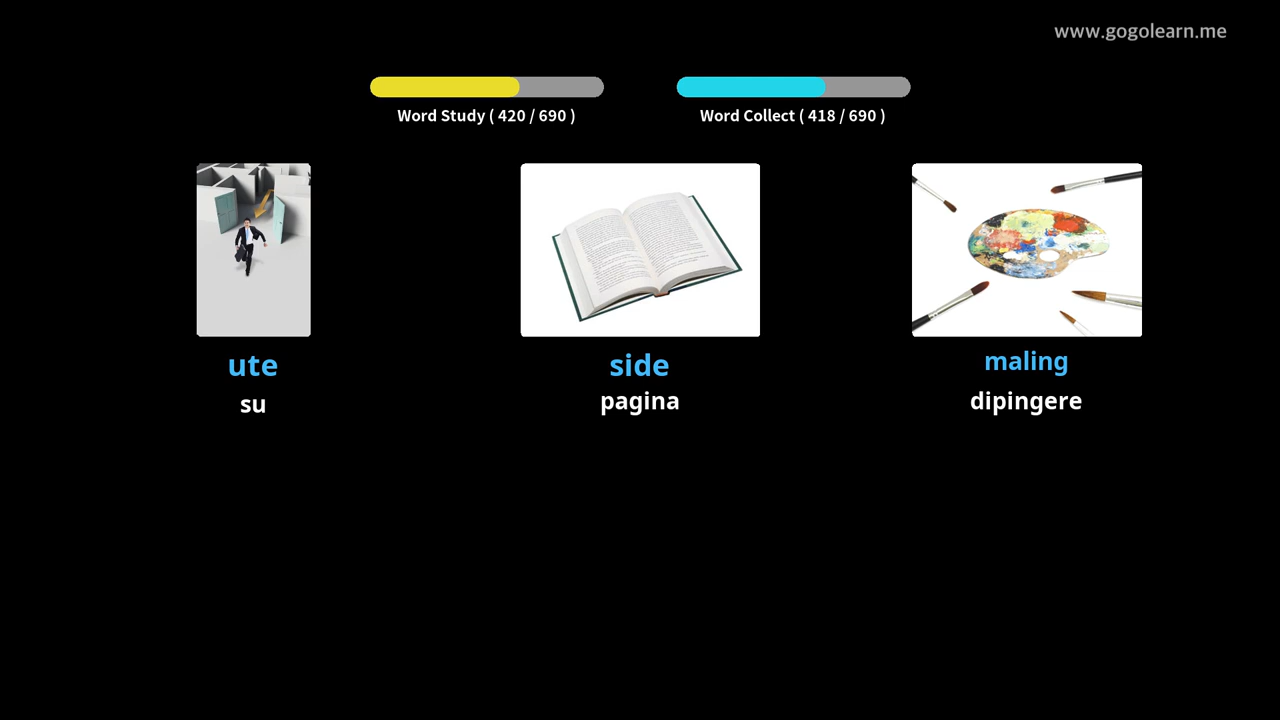 www.gogolearn.me
Word Study ( 420 / 690 )
Word Collect ( 418 / 690 )
ute
su
side
pagina
maling
dipingere